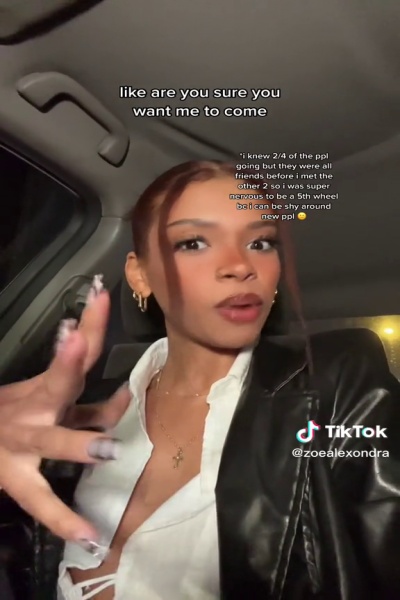 like are you sure you
want me to come
*i knew 2/4 of the ppl
going but they were all
friends before i met the
other 2 so i was super
nervous to be a 5th wheel
bc i can be shy around
new ppl 🥲
TikTok
@zoealexondra